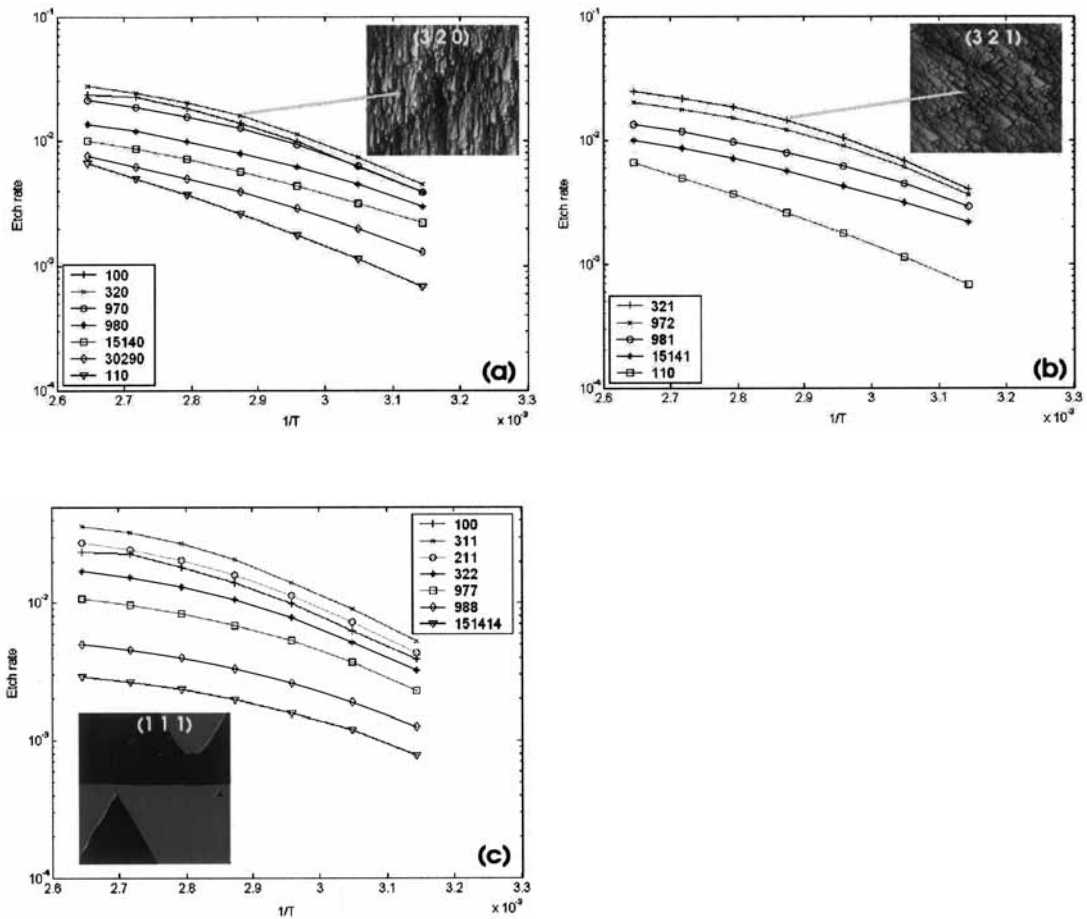 10⁻¹
10⁻²
10⁻³
10⁻⁴
Etch rate
(3 2 0)
100
320
970
980
15140
30290
110
(a)
2.6 2.7 2.8 2.9 3 3.1 3.2 3.3
1/T
x 10⁻³
10⁻¹
10⁻²
10⁻³
10⁻⁴
Etch rate
(3 2 1)
321
972
981
15141
110
(b)
2.6 2.7 2.8 2.9 3 3.1 3.2 3.3
1/T
x 10⁻³
10⁻²
10⁻³
10⁻⁴
Etch rate
100
311
211
322
977
988
151414
(1 1 1)
(c)
2.6 2.7 2.8 2.9 3 3.1 3.2 3.3
1/T
x 10⁻³